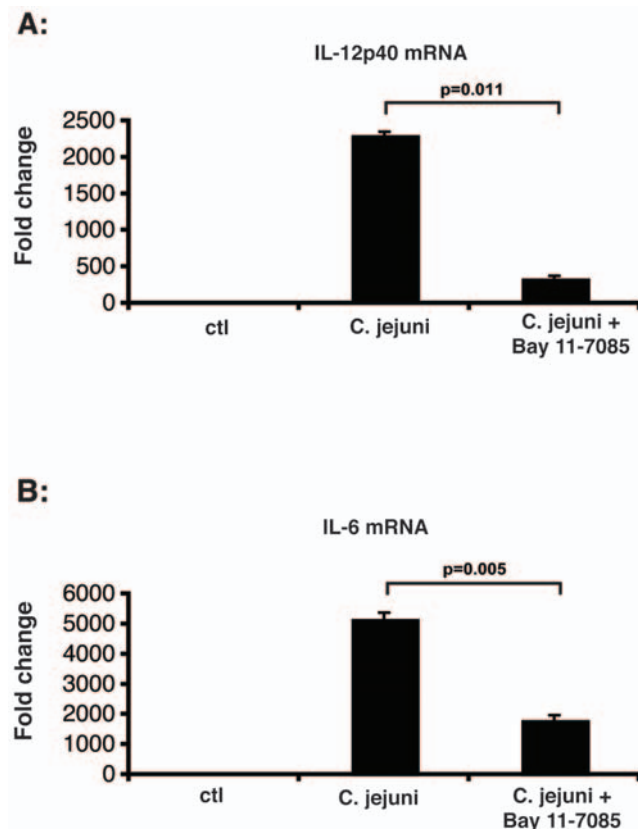 A:
IL-12p40 mRNA
p=0.011
Fold change
2500
2000
1500
1000
500
0
ctl
C. jejuni
C. jejuni +
Bay 11-7085
B:
IL-6 mRNA
p=0.005
Fold change
6000
5000
4000
3000
2000
1000
0
ctl
C. jejuni
C. jejuni +
Bay 11-7085